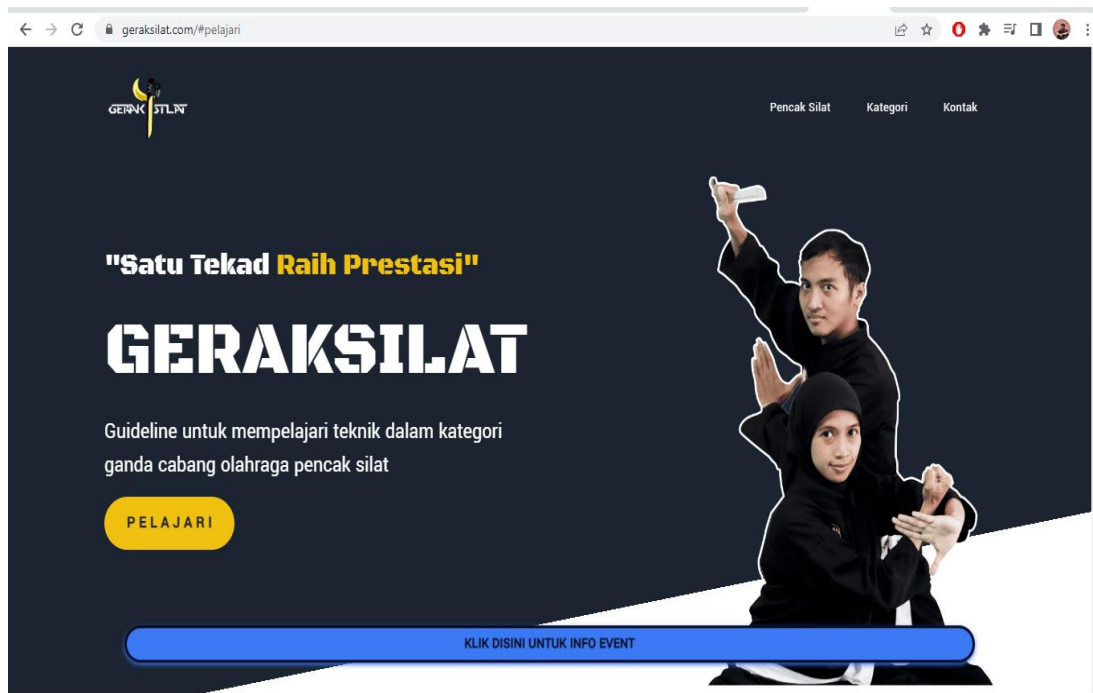 geraksilat.com/#pelajari
GERAK SILAT
Pencak Silat Kategori Kontak
"Satu Tekad Raih Prestasi"
GERAKSILAT
Guideline untuk mempelajari teknik dalam kategori
ganda cabang olahraga pencak silat
PELAJARI
KLIK DISINI UNTUK INFO EVENT